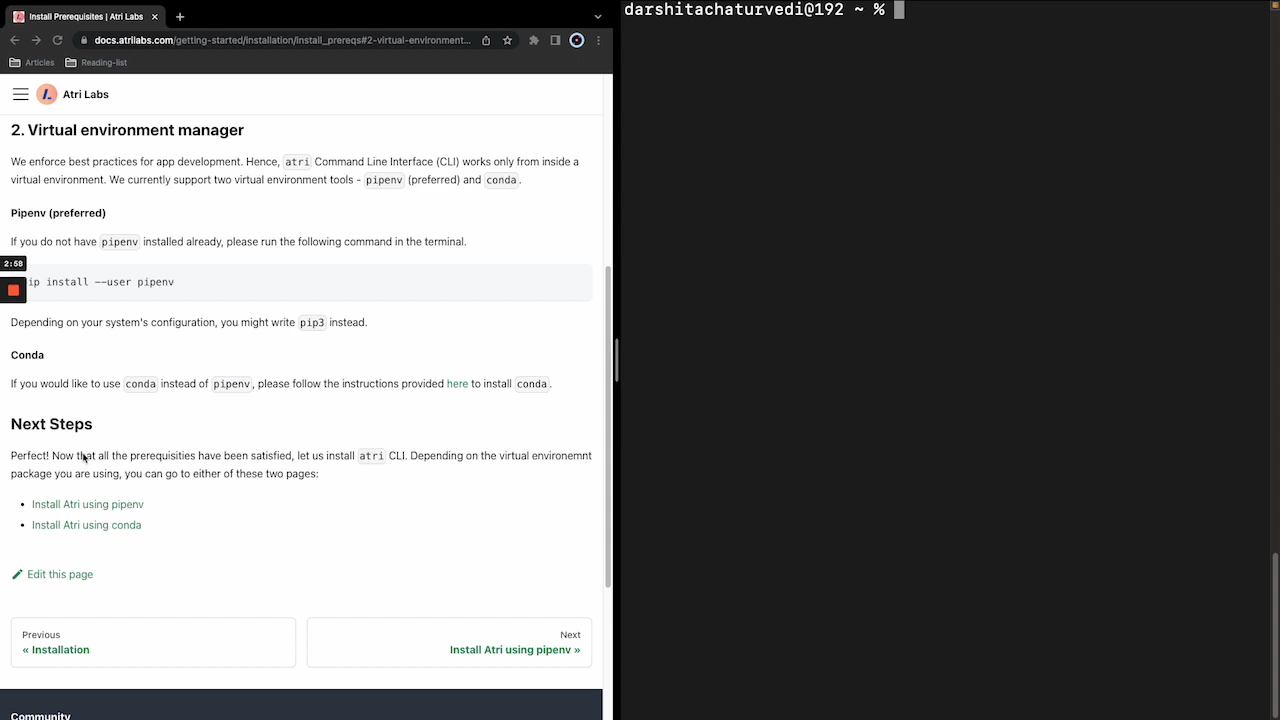 Install Prerequisites | Atri Labs
docs.atrilabs.com/getting-started/installation/install_prereqs#2-virtual-environment...
Articles
Reading-list
Atri Labs
2. Virtual environment manager
We enforce best practices for app development. Hence, atri Command Line Interface (CLI) works only from inside a
virtual environment. We currently support two virtual environment tools - pipenv (preferred) and conda.
Pipenv (preferred)
If you do not have pipenv installed already, please run the following command in the terminal.
2:58
ip install --user pipenv
Depending on your system's configuration, you might write pip3 instead.
Conda
If you would like to use conda instead of pipenv, please follow the instructions provided here to install conda.
Next Steps
Perfect! Now that all the prerequisities have been satisfied, let us install atri CLI. Depending on the virtual environemnt
package you are using, you can go to either of these two pages:
• Install Atri using pipenv
• Install Atri using conda
Edit this page
Previous
« Installation
Next
Install Atri using pipenv »
Community
darshitachaturvedi@192 ~ %